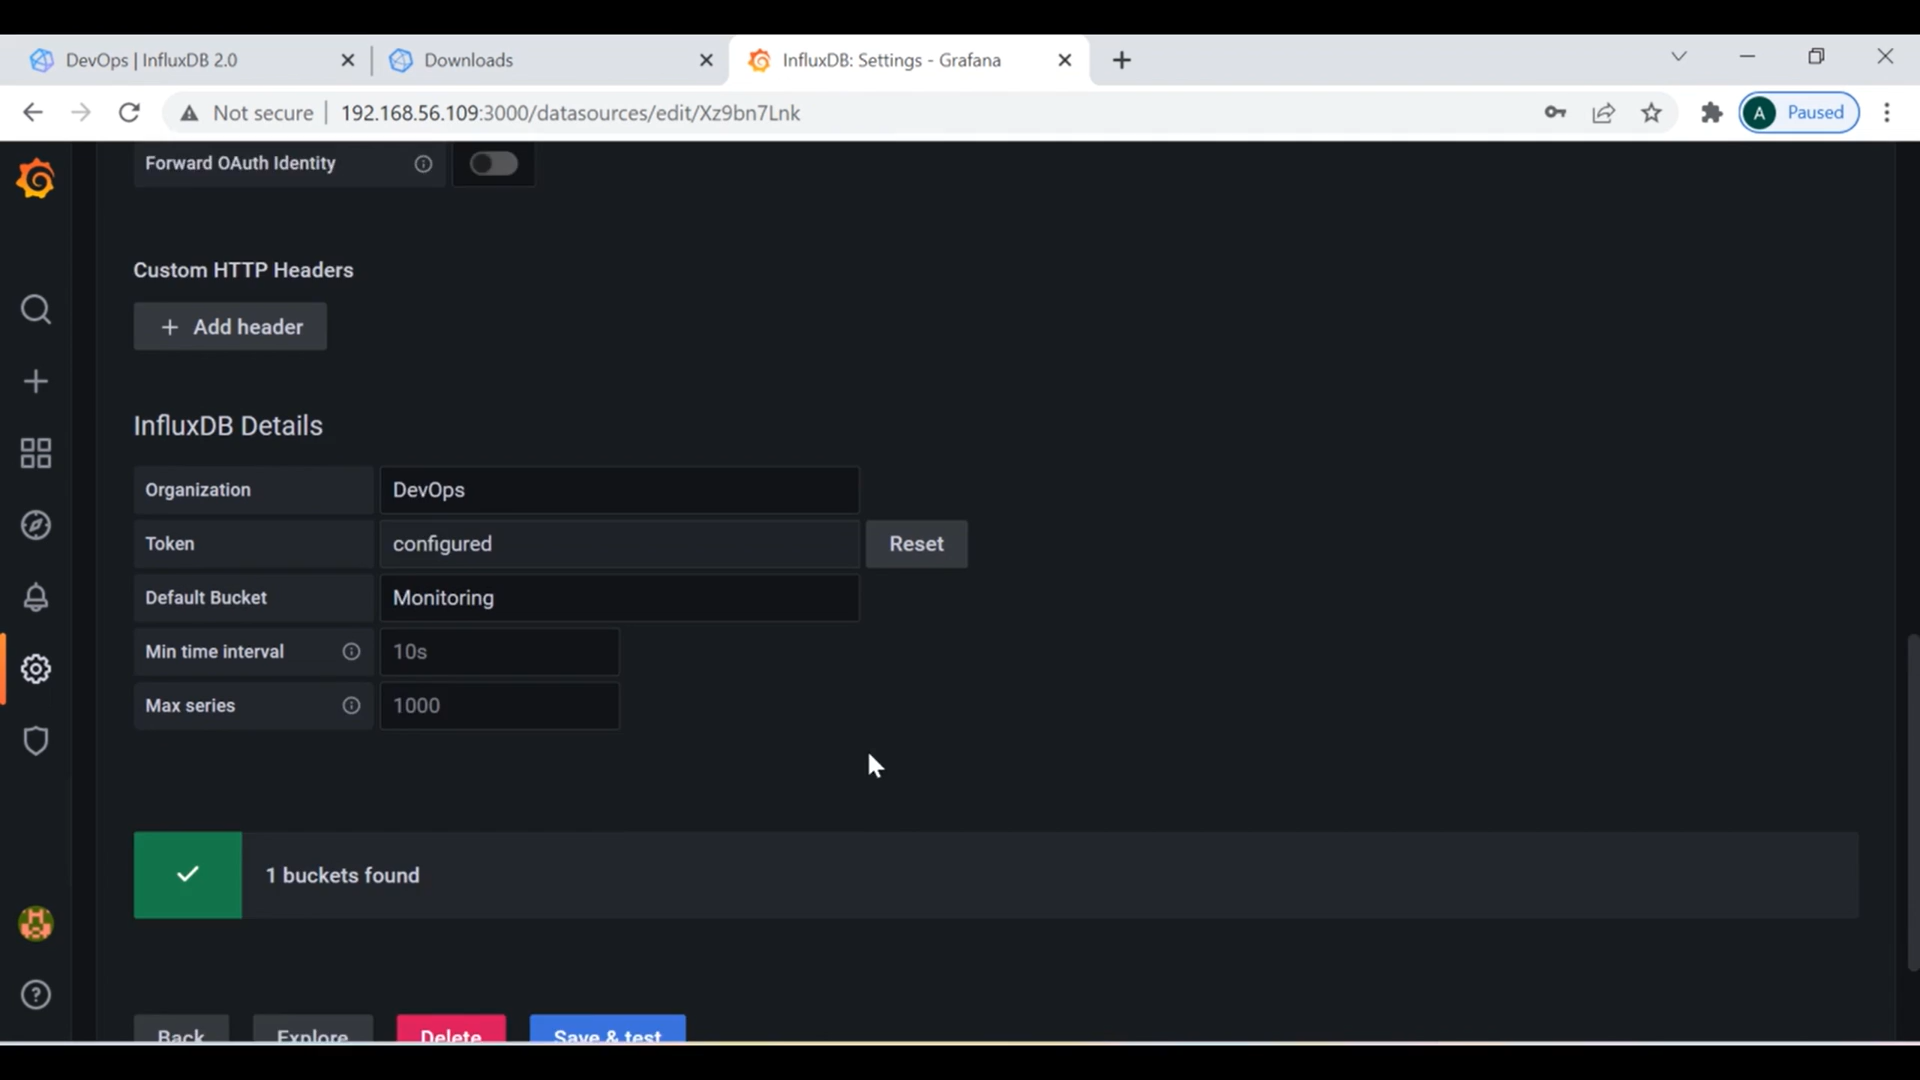 DevOps | InfluxDB 2.0
Downloads
InfluxDB: Settings - Grafana
Not secure
192.168.56.109:3000/datasources/edit/Xz9bn7Lnk
A Paused
Forward OAuth Identity
Custom HTTP Headers
+ Add header
InfluxDB Details
Organization DevOps
Token configured Reset
Default Bucket Monitoring
Min time interval 10s
Max series 1000
1 buckets found
Back Explore Delete Save & test